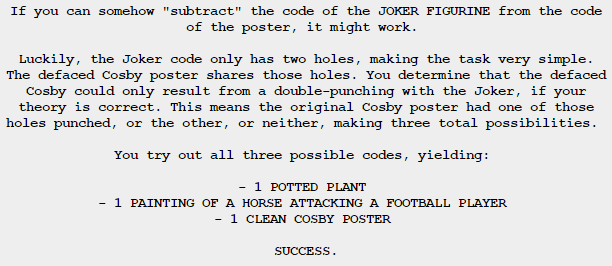 If you can somehow "subtract" the code of the JOKER FIGURINE from the code
of the poster, it might work.
Luckily, the Joker code only has two holes, making the task very simple.
The defaced Cosby poster shares those holes. You determine that the defaced
Cosby could only result from a double-punching with the Joker, if your
theory is correct. This means the original Cosby poster had one of those
holes punched, or the other, or neither, making three total possibilities.
You try out all three possible codes, yielding:
- 1 POTTED PLANT
- 1 PAINTING OF A HORSE ATTACKING A FOOTBALL PLAYER
- 1 CLEAN COSBY POSTER
SUCCESS.